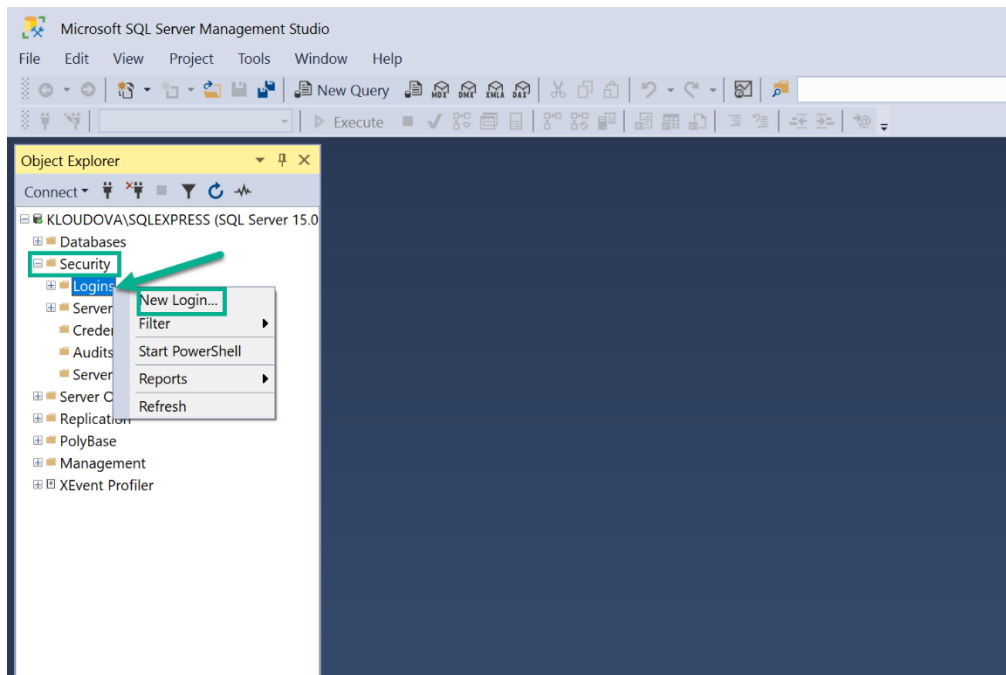 Microsoft SQL Server Management Studio
File Edit View Project Tools Window Help
New Query MDX DMX XMLA DAX
Execute
Object Explorer
Connect
KLOUDOVA\SQLEXPRESS (SQL Server 15.0
Databases
Security
Logins
New Login...
Server
Filter
Creden
Audits
Start PowerShell
Server
Reports
Server O
Refresh
Replication
PolyBase
Management
XEvent Profiler